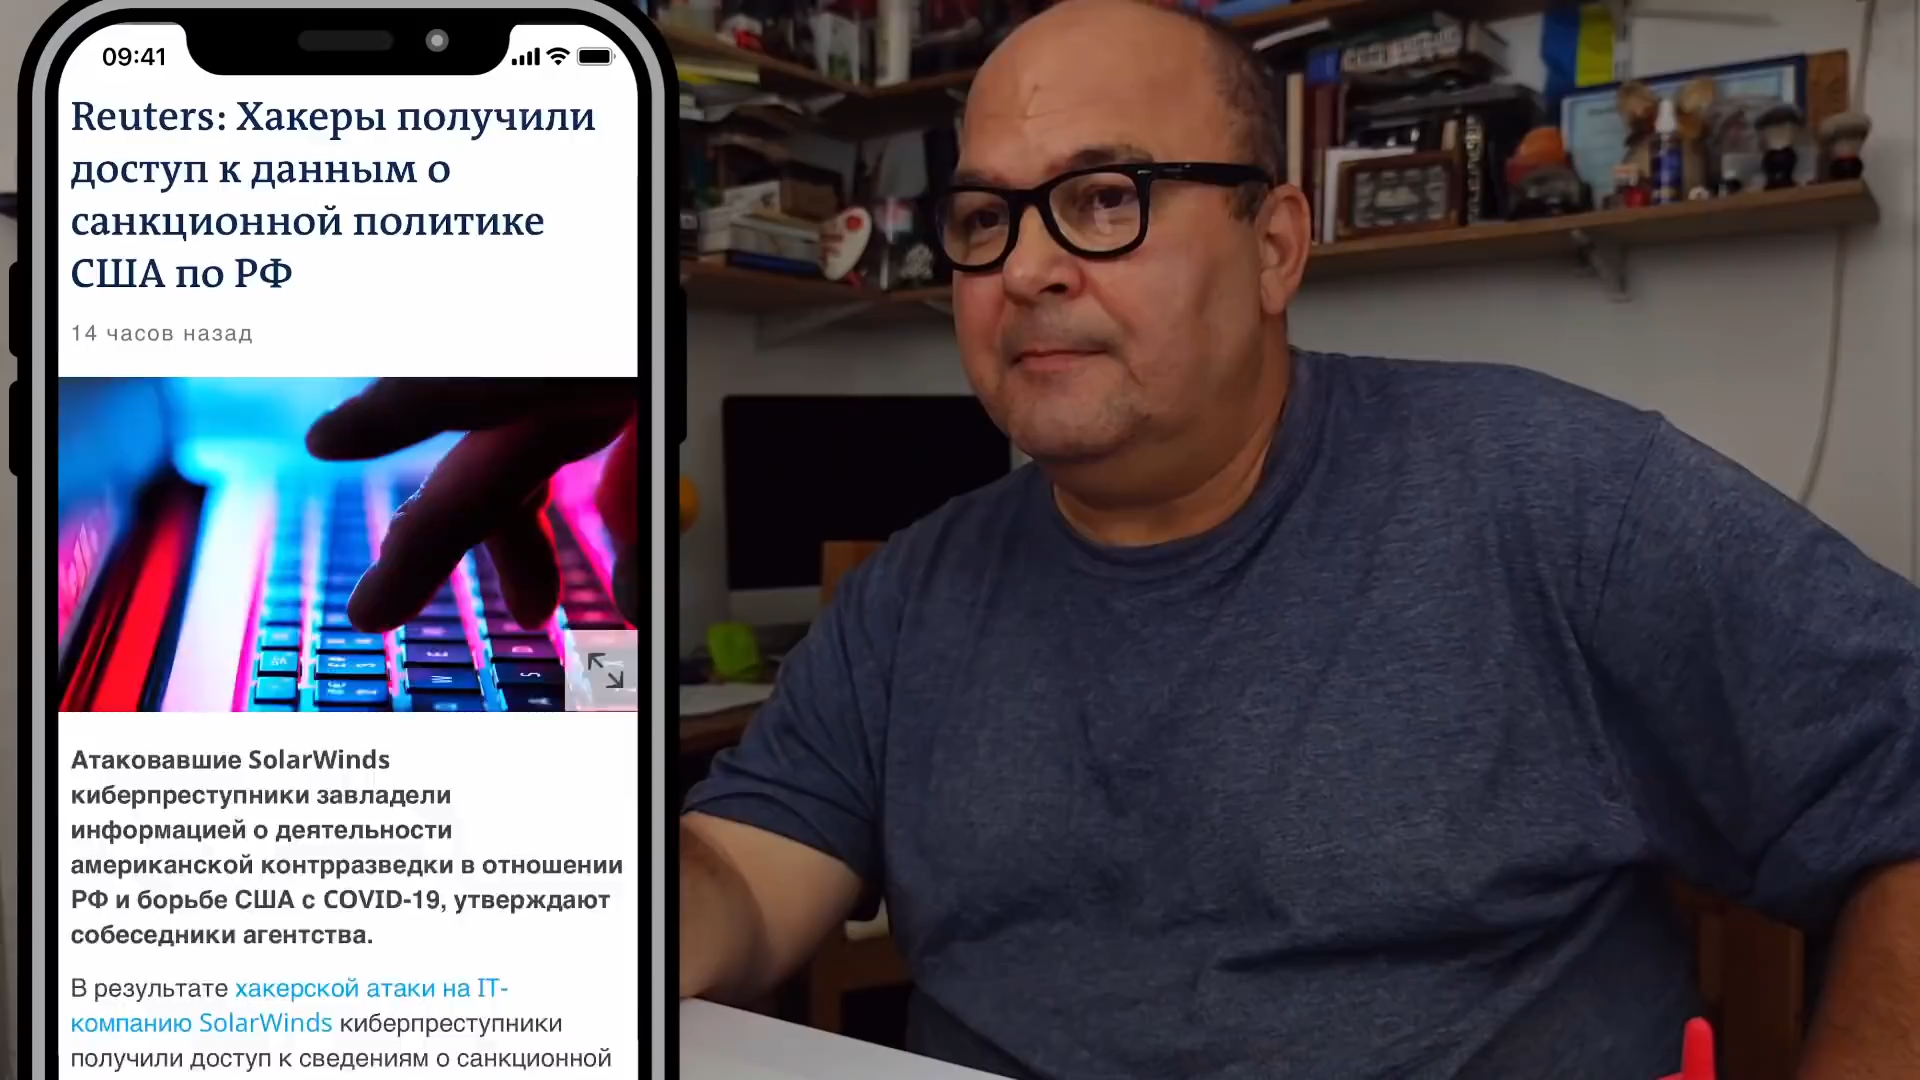 09:41
Reuters: Хакеры получили
доступ к данным о
санкционной политике
США по РФ
14 часов назад
Атаковавшие SolarWinds
киберпреступники завладели
информацией о деятельности
американской контрразведки в отношении
РФ и борьбе США с COVID-19, утверждают
собеседники агентства.
В результате хакерской атаки на IT-
компанию SolarWinds киберпреступники
получили доступ к сведениям о санкционной